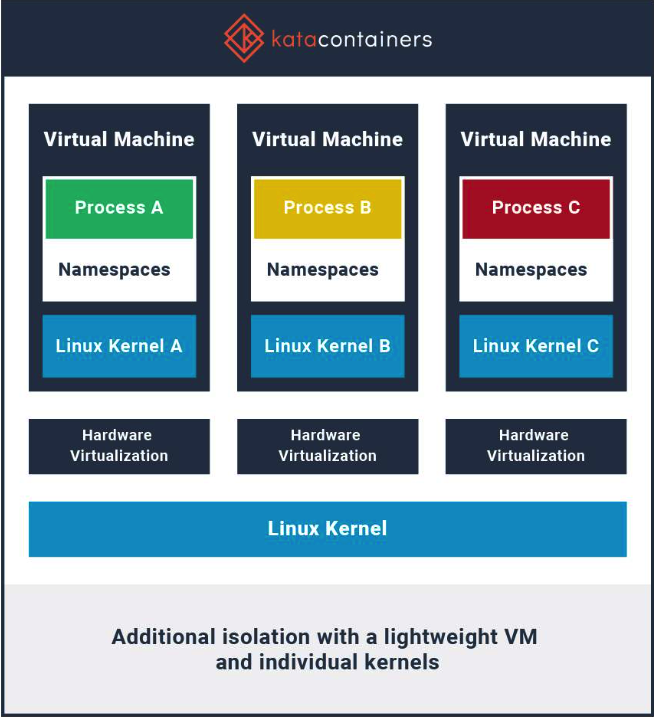 katacontainers
Virtual Machine
Process A
Namespaces
Linux Kernel A
Virtual Machine
Process B
Namespaces
Linux Kernel B
Virtual Machine
Process C
Namespaces
Linux Kernel C
Hardware
Virtualization
Hardware
Virtualization
Hardware
Virtualization
Linux Kernel
Additional isolation with a lightweight VM
and individual kernels